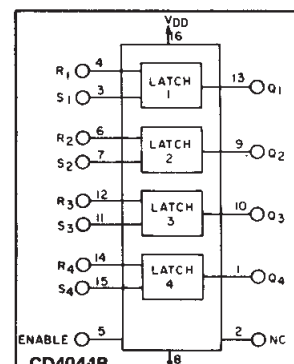 VDD
16
R1 4
S1 3
LATCH
1
13 Q1
R2 6
S2 7
LATCH
2
9 Q2
R3 12
S3 11
LATCH
3
10 Q3
R4 14
S4 15
LATCH
4
1 Q4
ENABLE 5
2 NC
CD4044B
8